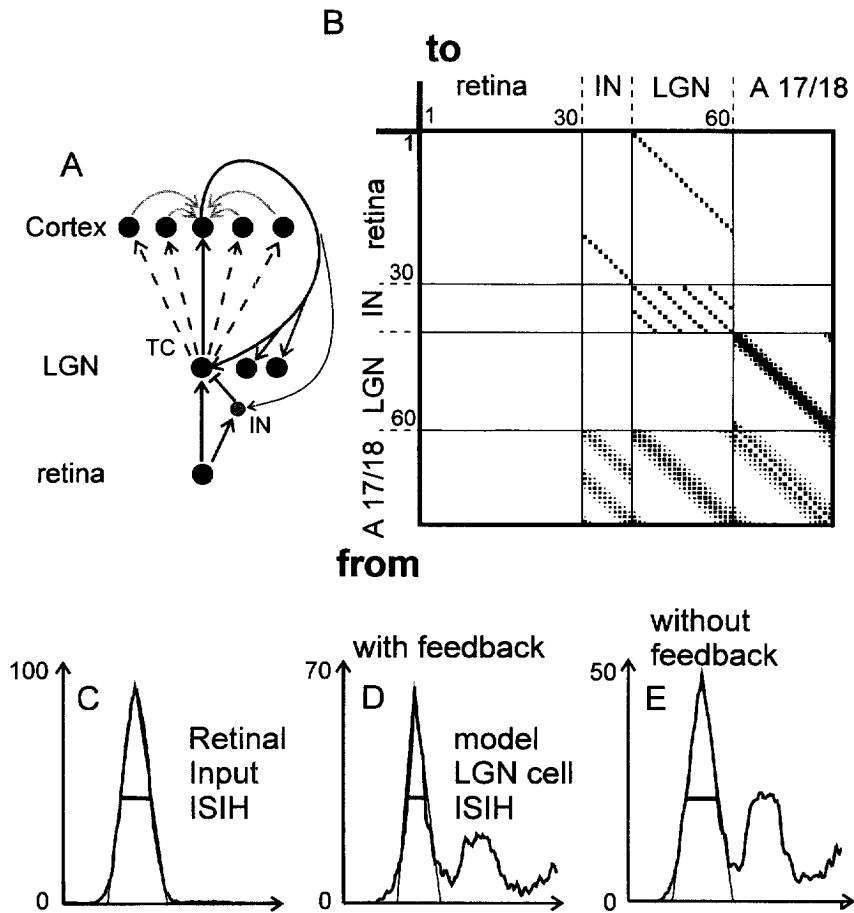 B
to
retina IN LGN A 17/18
1 30 60
A
1
retina
30
IN
LGN
60
A 17/18
Cortex
LGN
TC
IN
retina
from
100
C
Retinal
Input
ISIH
0
with feedback
70
D
model
LGN cell
ISIH
0
without
feedback
50
E
0